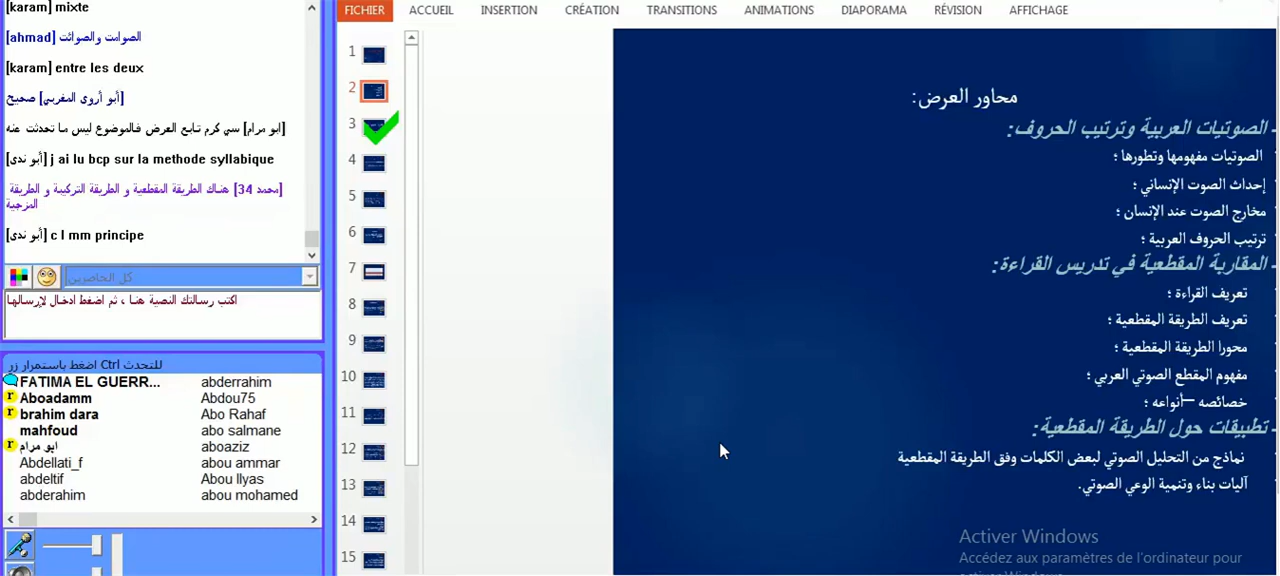 [karam] mixte
[ahmad] الصوامت والصوائت
[karam] entre les deux
[أبو أروى المغربي] صحيح
[ابو مرام] سي كرم تابع العرض فالموضوع ليس ما تحدثت عنه
[أبو ندى] j ai lu bcp sur la methode syllabique
[محمد 34] هناك الطريقة المقطعية و الطريقة التركيبة و الطريقة
المزجية
[أبو ندى] c l mm principe
كل الحاضرين
اكتب رسالتك النصية هنا ، ثم اضغط ادخال لإرسالها
للتحدث Ctrl اضغط باستمرار زر
FATIMA EL GUERR... abderrahim
Aboadamm Abdou75
brahim dara Abo Rahaf
mahfoud abo salmane
ابو مرام aboaziz
Abdellati_f abou ammar
abdeltif Abou Ilyas
abderahim abou mohamed
FICHIER ACCUEIL INSERTION CRÉATION TRANSITIONS ANIMATIONS DIAPORAMA RÉVISION AFFICHAGE
1
2
3
4
5
6
7
8
9
10
11
12
13
14
15
محاور العرض:
- الصوتيات العربية وترتيب الحروف:
الصوتيات مفهومها وتطورها ؛
إحداث الصوت الإنساني ؛
مخارج الصوت عند الإنسان ؛
ترتيب الحروف العربية ؛
- المقاربة المقطعية في تدريس القراءة:
تعريف القراءة ؛
تعريف الطريقة المقطعية ؛
محورا الطريقة المقطعية ؛
مفهوم المقطع الصوتي العربي ؛
خصائصه –أنواعه ؛
- تطبيقات حول الطريقة المقطعية:
نماذج من التحليل الصوتي لبعض الكلمات وفق الطريقة المقطعية
آليات بناء وتنمية الوعي الصوتي.
Activer Windows
Accédez aux paramètres de l'ordinateur pour
activer Windows